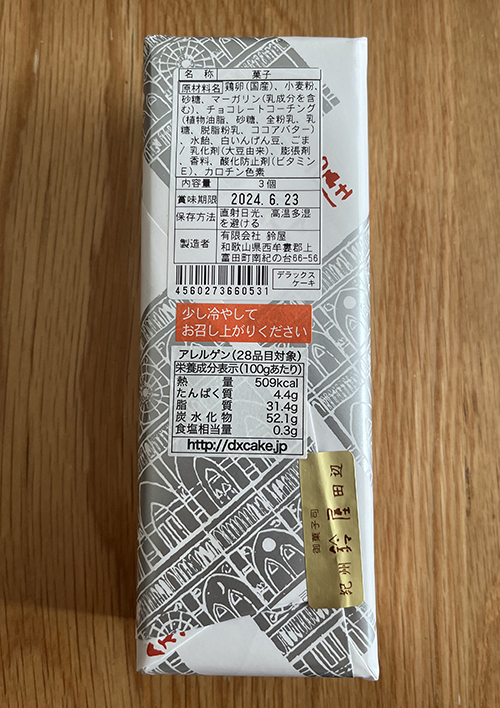 名称 菓子
原材料名 鶏卵(国産)、小麦粉、
砂糖、マーガリン(乳成分を含
む)、チョコレートコーチング
(植物油脂、砂糖、全粉乳、乳
糖、脱脂粉乳、ココアバター)
、水飴、白いんげん豆、ごま
/乳化剤(大豆由来)、膨張剤
、香料、酸化防止剤(ビタミン
E)、カロチン色素
内容量 3個
賞味期限 2024.6.23
保存方法 直射日光、高温多湿
を避ける
製造者 有限会社 鈴屋
和歌山県西牟婁郡上
富田町南紀の台66-56
4560273660531
デラックス
ケーキ
少し冷やして
お召し上がりください
アレルゲン(28品目対象)
栄養成分表示(100gあたり)
熱量 509kcal
たんぱく質 4.4g
脂質 31.4g
炭水化物 52.1g
食塩相当量 0.3g
http://dxcake.jp
御菓子司
紀州 鈴屋 田辺